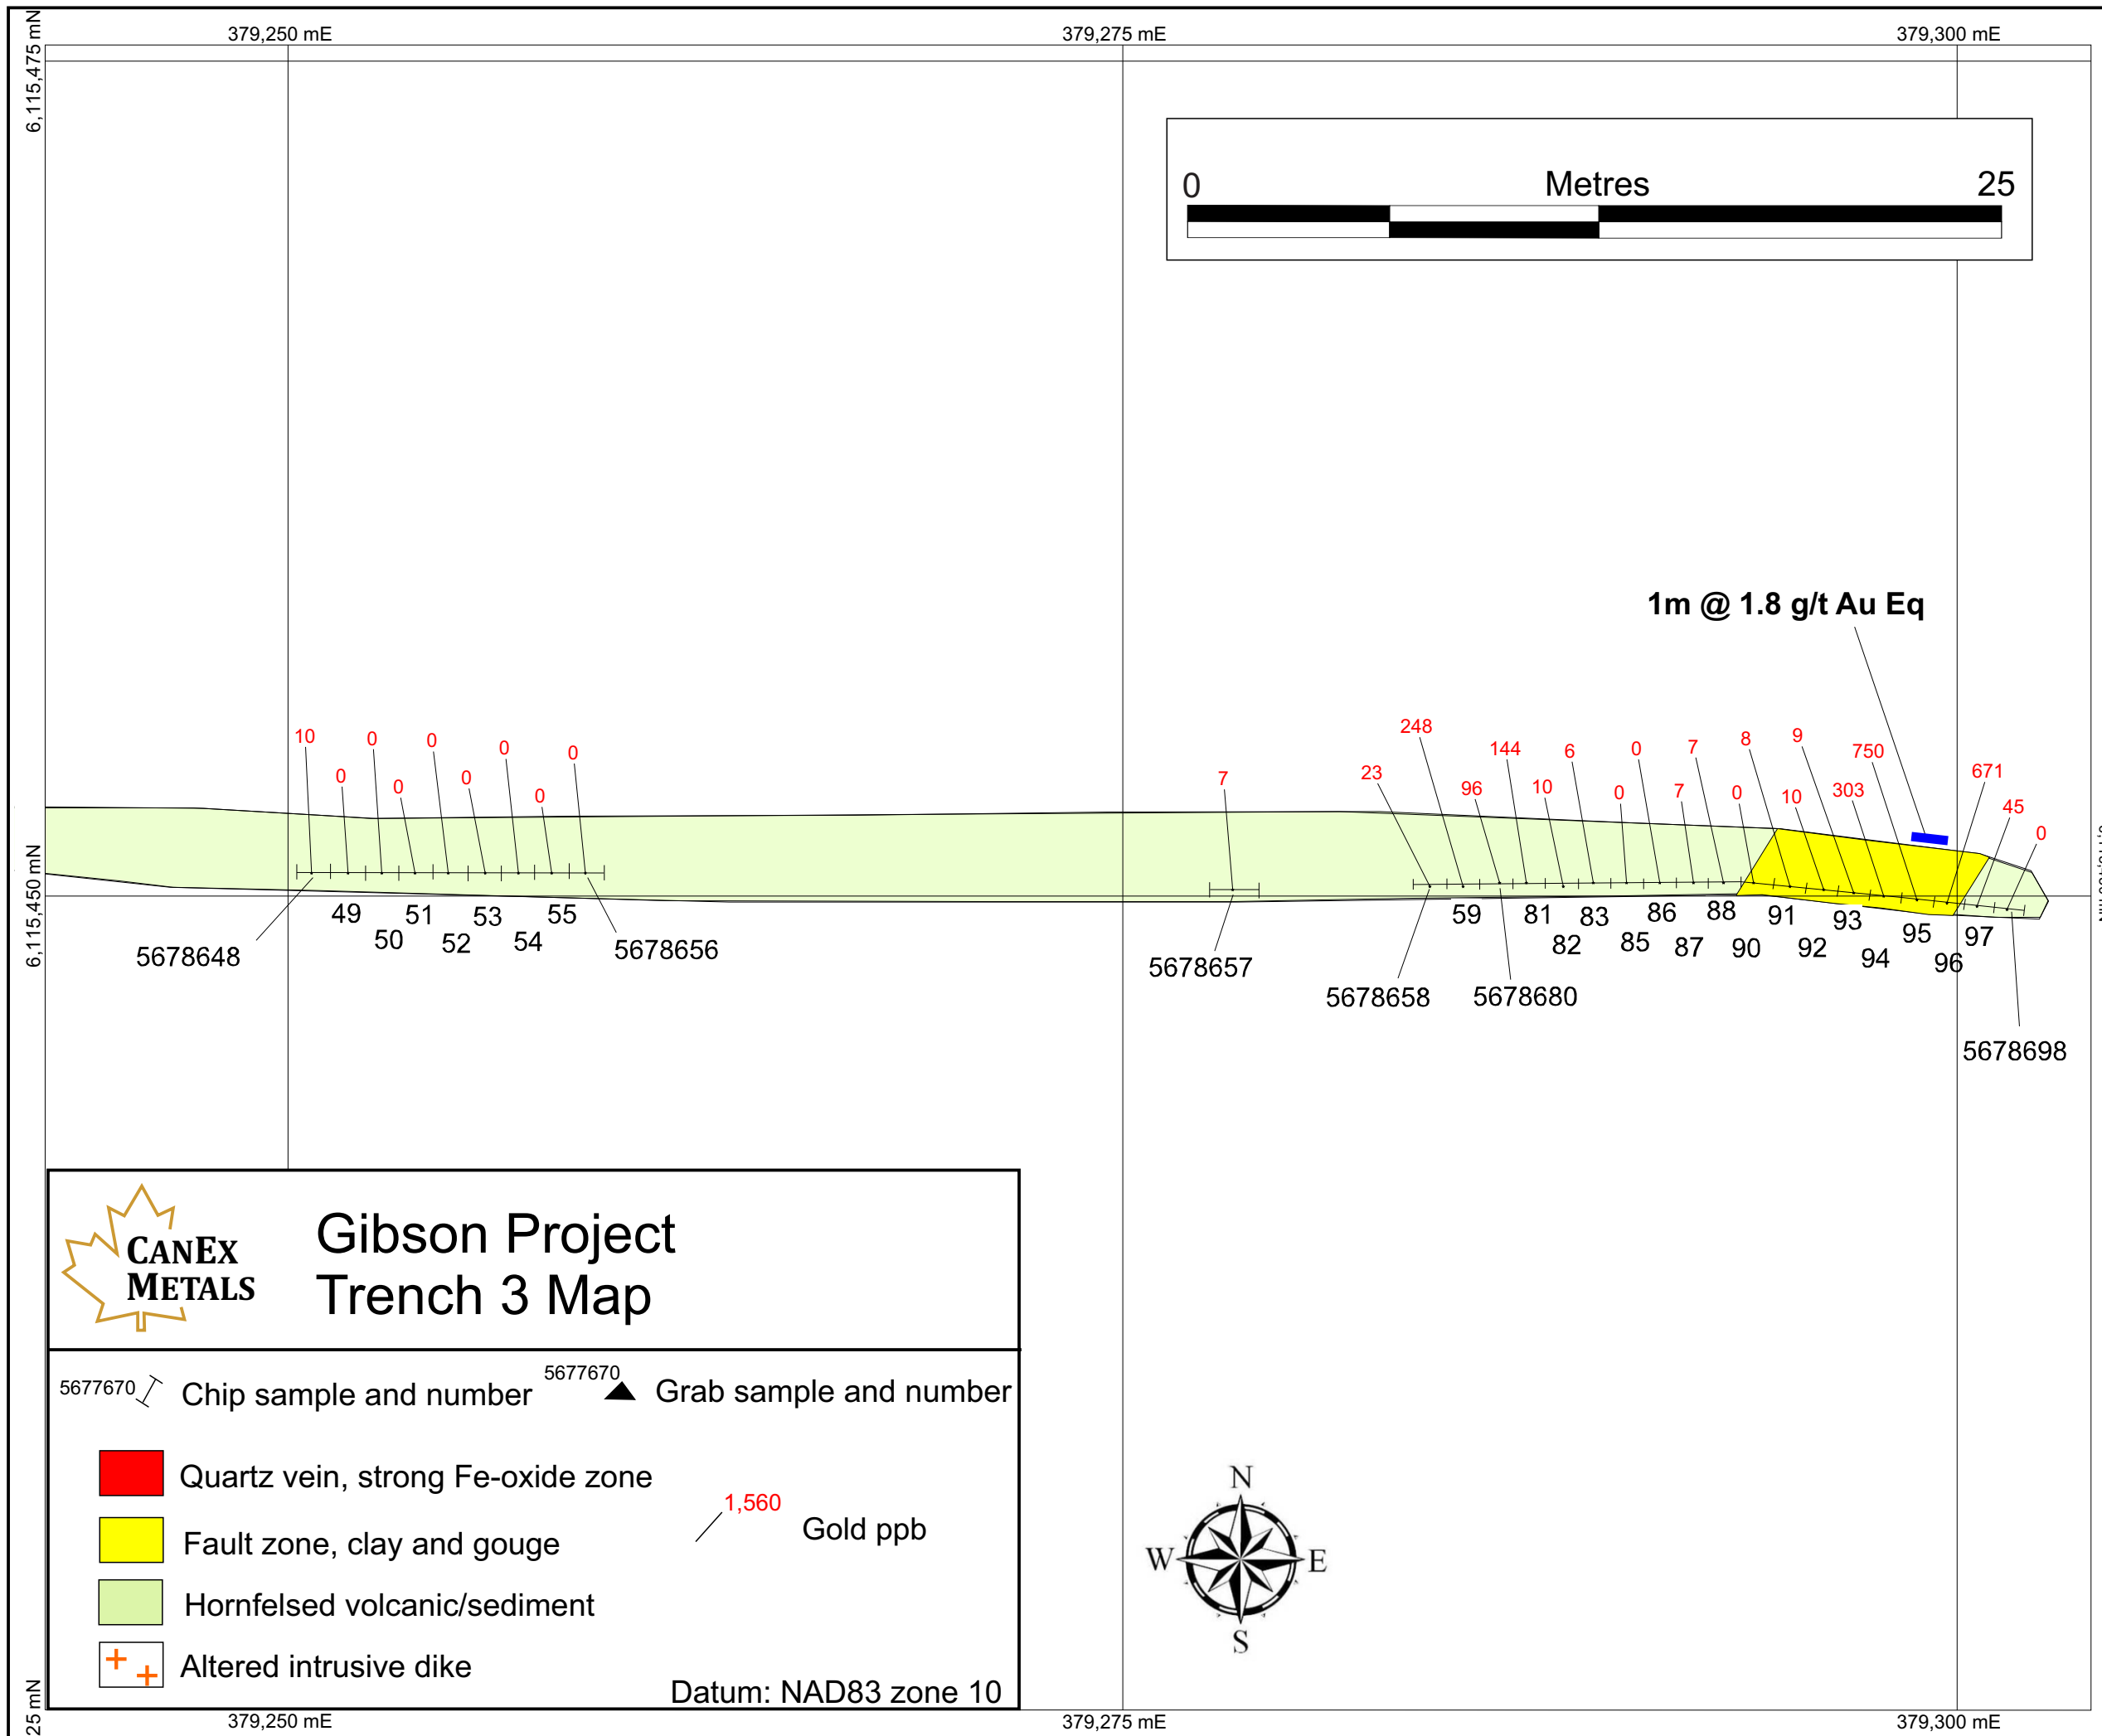 379,250 mE
379,275 mE
379,300 mE
6,115,475 mN
0
Metres
25
1m @ 1.8 g/t Au Eq
10
0
0
0
0
0
0
0
0
7
23
248
96
144
10
6
0
0
7
7
0
8
10
9
303
750
671
45
0
6,115,450 mN
49
50
51
52
53
54
55
5678648
5678656
5678657
5678658
59
5678680
81
82
83
85
86
87
88
90
91
92
93
94
95
96
97
5678698
CANEX
METALS
Gibson Project
Trench 3 Map
5677670
Chip sample and number
5677670
Grab sample and number
Quartz vein, strong Fe-oxide zone
Fault zone, clay and gouge
1,560
Gold ppb
Hornfelsed volcanic/sediment
Altered intrusive dike
Datum: NAD83 zone 10
N
W
E
S
25 mN
379,250 mE
379,275 mE
379,300 mE